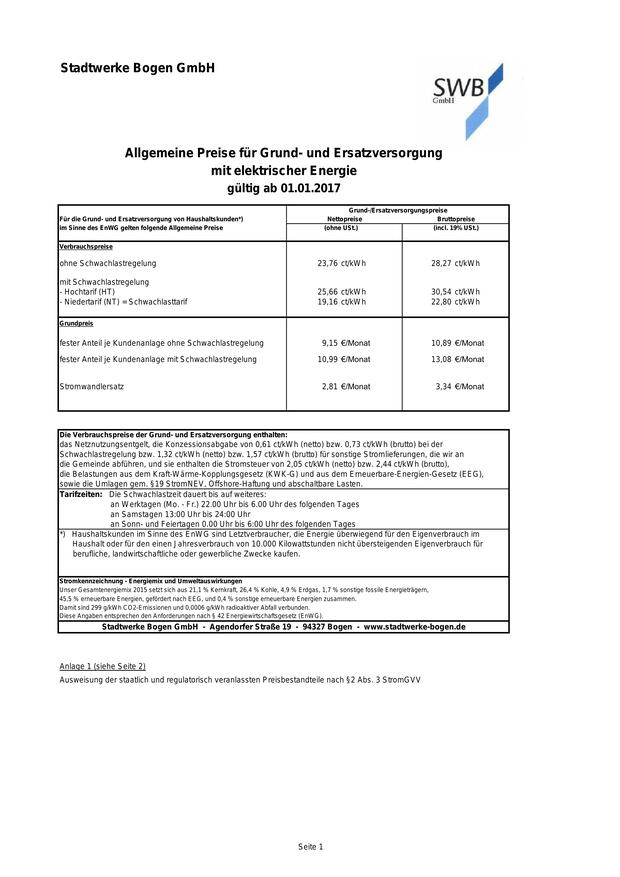 Stadtwerke Bogen GmbH
SWB
GmbH
Allgemeine Preise für Grund- und Ersatzversorgung
mit elektrischer Energie
gültig ab 01.01.2017
Grund-/Ersatzversorgungspreise
Für die Grund- und Ersatzversorgung von Haushaltskunden*) Nettopreise Bruttopreise
im Sinne des EnWG gelten folgende Allgemeine Preise (ohne USt.) (incl. 19% USt.)
Verbrauchspreise
ohne Schwachlastregelung 23,76 ct/kWh 28,27 ct/kWh
mit Schwachlastregelung
- Hochtarif (HT) 25,66 ct/kWh 30,54 ct/kWh
- Niedertarif (NT) = Schwachlasttarif 19,16 ct/kWh 22,80 ct/kWh
Grundpreis
fester Anteil je Kundenanlage ohne Schwachlastregelung 9,15 €/Monat 10,89 €/Monat
fester Anteil je Kundenanlage mit Schwachlastregelung 10,99 €/Monat 13,08 €/Monat
Stromwandlersatz 2,81 €/Monat 3,34 €/Monat
Die Verbrauchspreise der Grund- und Ersatzversorgung enthalten:
das Netznutzungsentgelt, die Konzessionsabgabe von 0,61 ct/kWh (netto) bzw. 0,73 ct/kWh (brutto) bei der
Schwachlastregelung bzw. 1,32 ct/kWh (netto) bzw. 1,57 ct/kWh (brutto) für sonstige Stromlieferungen, die wir an
die Gemeinde abführen, und sie enthalten die Stromsteuer von 2,05 ct/kWh (netto) bzw. 2,44 ct/kWh (brutto),
die Belastungen aus dem Kraft-Wärme-Kopplungsgesetz (KWK-G) und aus dem Erneuerbare-Energien-Gesetz (EEG),
sowie die Umlagen gem. §19 StromNEV, Offshore-Haftung und abschaltbare Lasten.
Tarifzeiten: Die Schwachlastzeit dauert bis auf weiteres:
an Werktagen (Mo. - Fr.) 22.00 Uhr bis 6.00 Uhr des folgenden Tages
an Samstagen 13:00 Uhr bis 24:00 Uhr
an Sonn- und Feiertagen 0.00 Uhr bis 6:00 Uhr des folgenden Tages
*) Haushaltskunden im Sinne des EnWG sind Letztverbraucher, die Energie überwiegend für den Eigenverbrauch im
Haushalt oder für den einen Jahresverbrauch von 10.000 Kilowattstunden nicht übersteigenden Eigenverbrauch für
berufliche, landwirtschaftliche oder gewerbliche Zwecke kaufen.
Stromkennzeichnung - Energiemix und Umweltauswirkungen
Unser Gesamtenergiemix 2015 setzt sich aus 21,1 % Kernkraft, 26,4 % Kohle, 4,9 % Erdgas, 1,7 % sonstige fossile Energieträgern,
45,5 % erneuerbare Energien, gefördert nach EEG, und 0,4 % sonstige erneuerbare Energien zusammen.
Damit sind 299 g/kWh CO2-Emissionen und 0,0006 g/kWh radioaktiver Abfall verbunden.
Diese Angaben entsprechen den Anforderungen nach § 42 Energiewirtschaftsgesetz (EnWG)
Stadtwerke Bogen GmbH - Agendorfer Straße 19 - 94327 Bogen - www.stadtwerke-bogen.de
Anlage 1 (siehe Seite 2)
Ausweisung der staatlich und regulatorisch veranlassten Preisbestandteile nach §2 Abs. 3 StromGVV
Seite 1